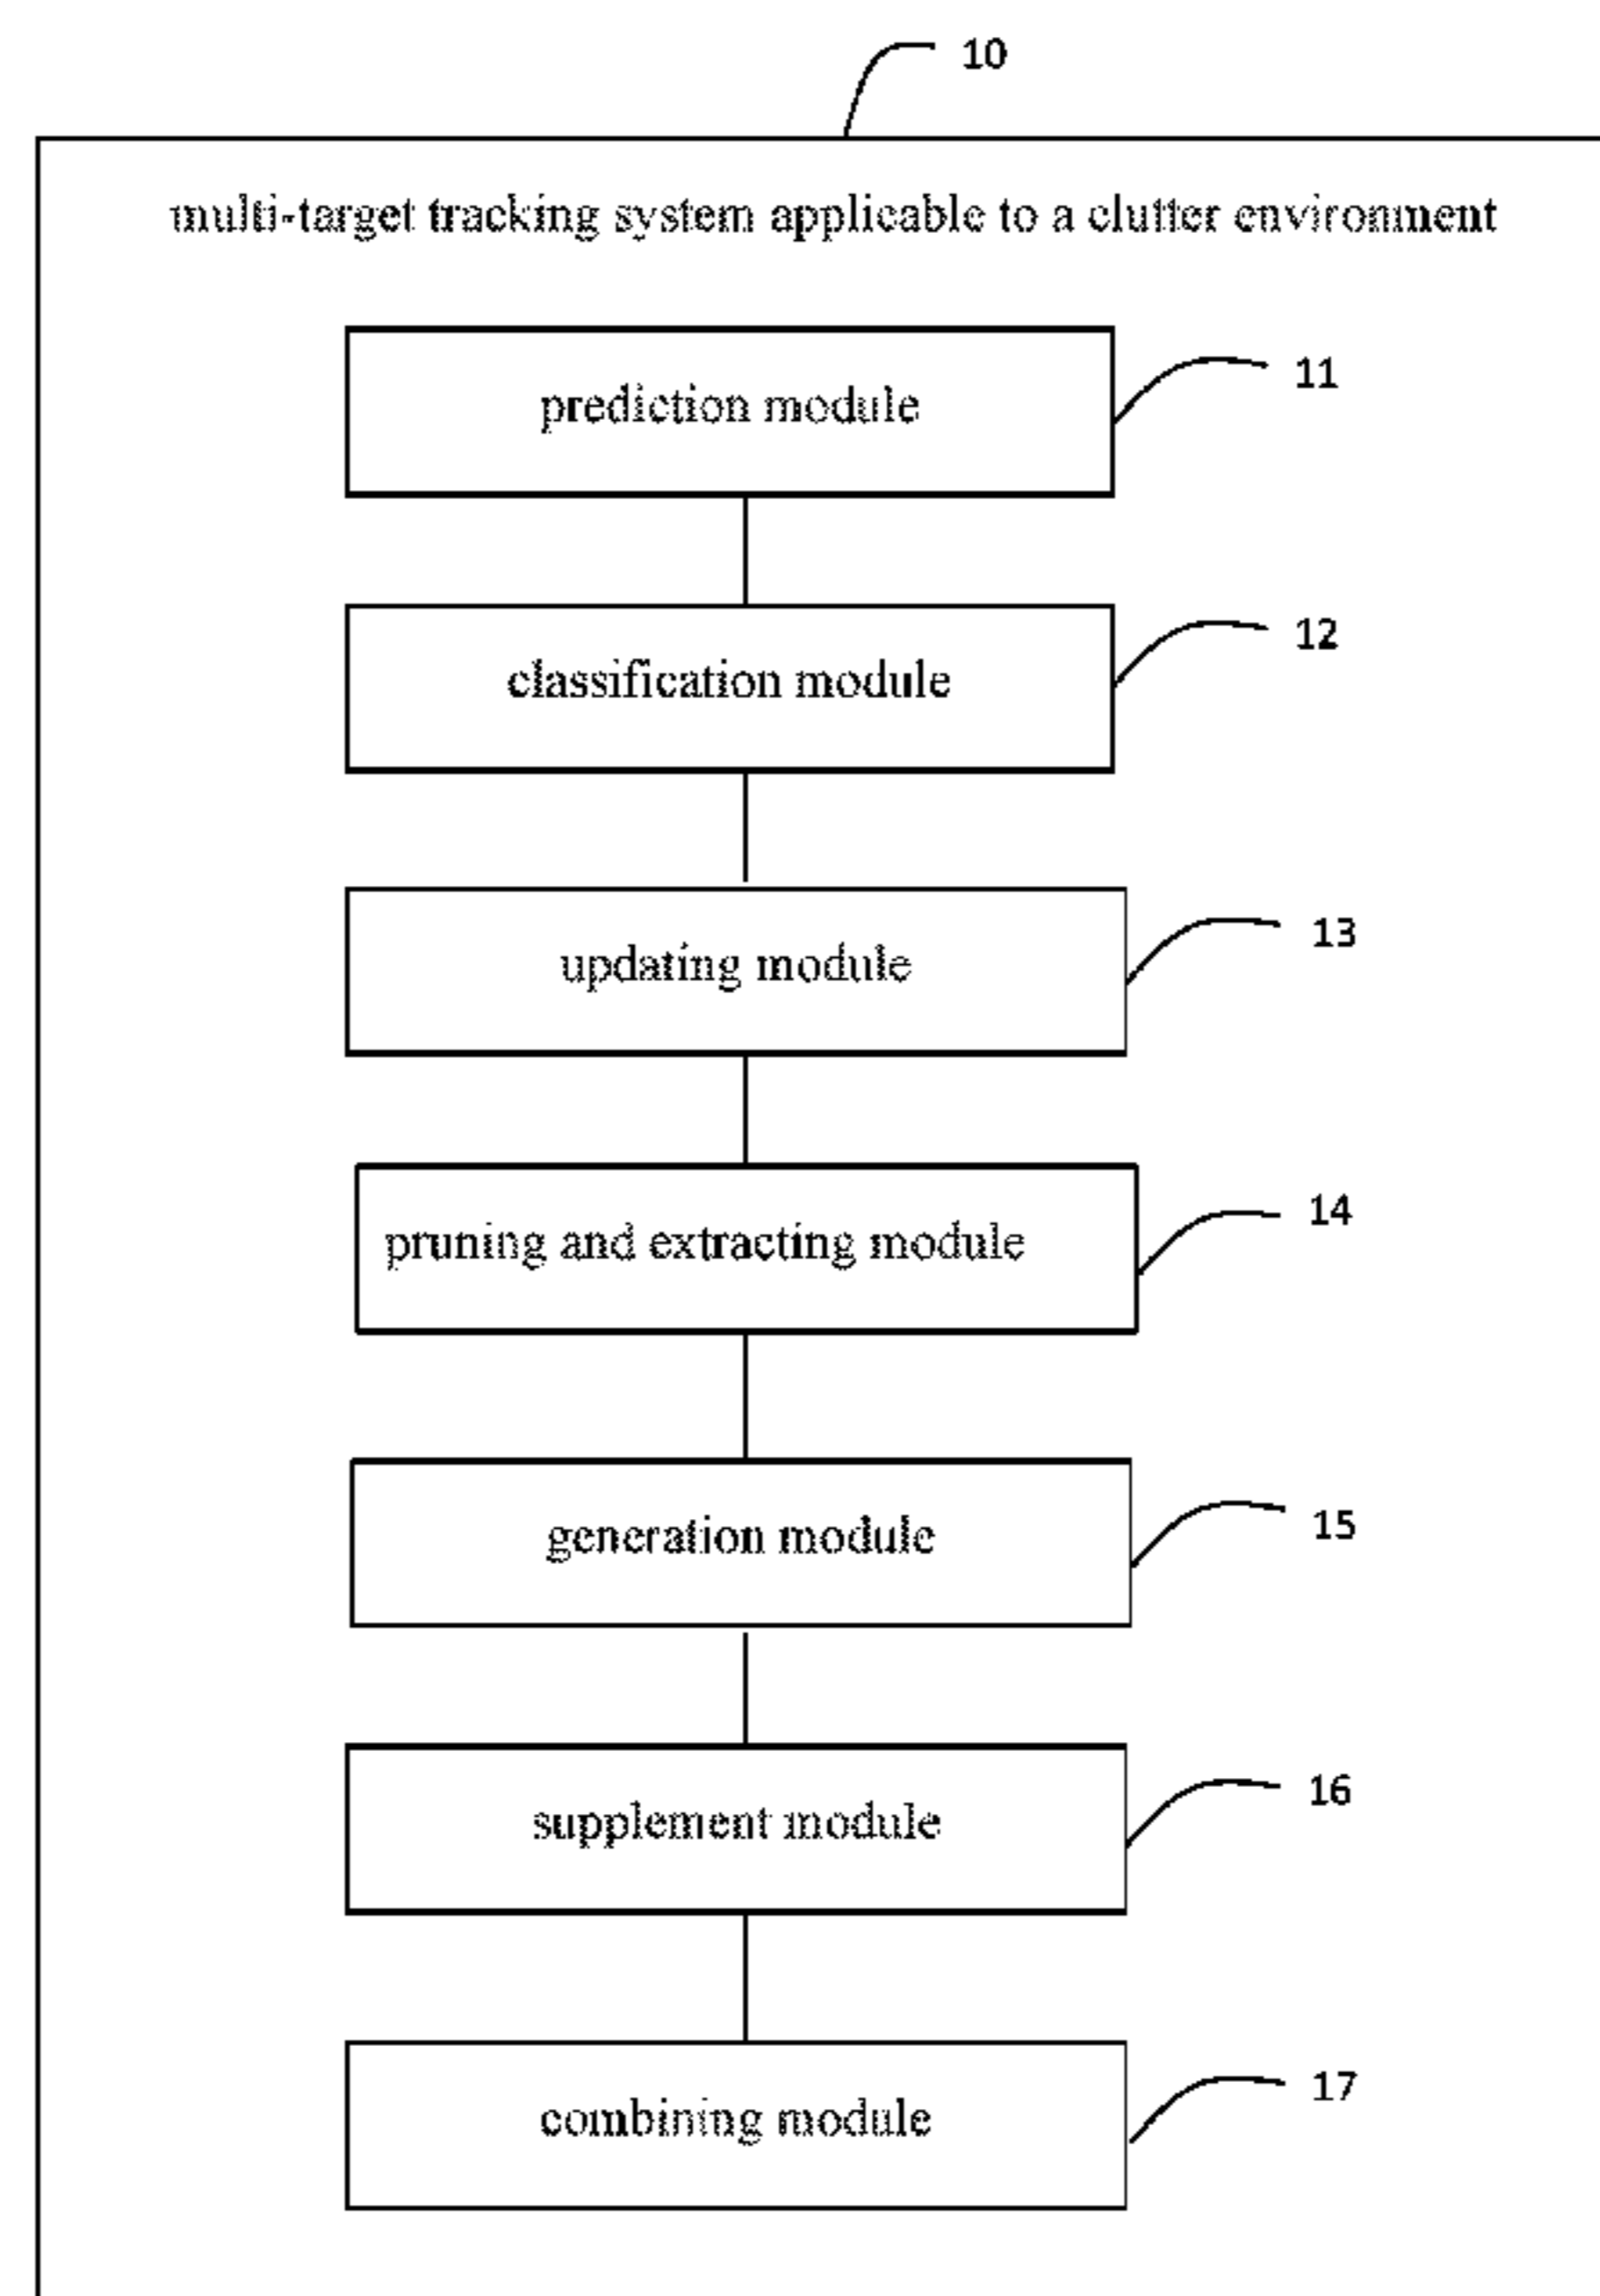 10
multi-target tracking system applicable to a clutter environment
prediction module
11
classification module
12
updating module
13
pruning and extracting module
14
generation module
15
supplement module
16
combining module
17